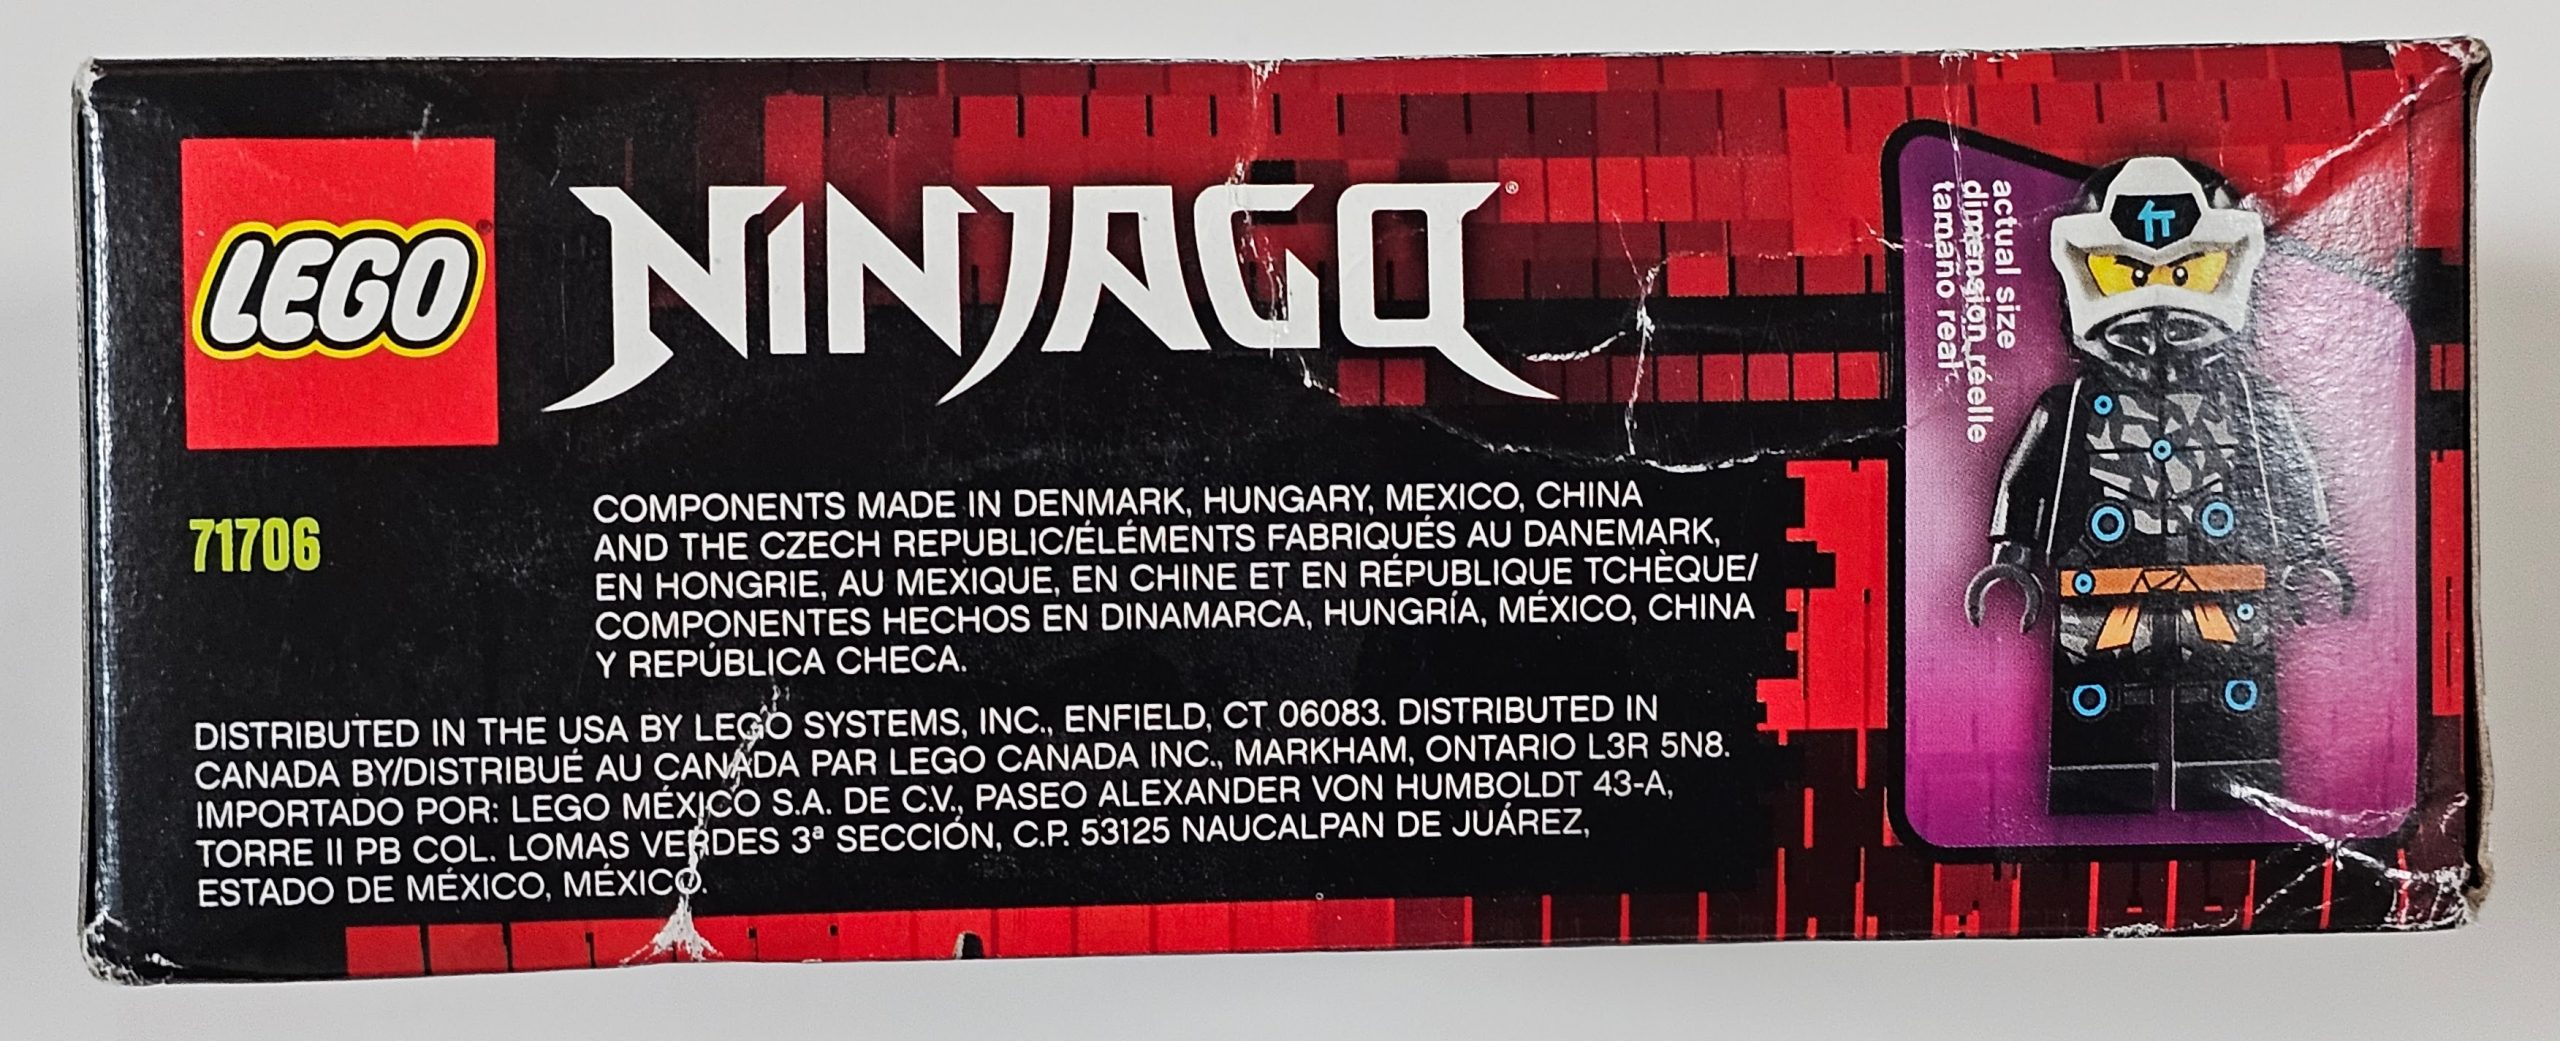 LEGO®
NINJAGO®
71706
COMPONENTS MADE IN DENMARK, HUNGARY, MEXICO, CHINA
AND THE CZECH REPUBLIC/ÉLÉMENTS FABRIQUÉS AU DANEMARK,
EN HONGRIE, AU MEXIQUE, EN CHINE ET EN RÉPUBLIQUE TCHÈQUE/
COMPONENTES HECHOS EN DINAMARCA, HUNGRÍA, MÉXICO, CHINA
Y REPÚBLICA CHECA.
DISTRIBUTED IN THE USA BY LEGO SYSTEMS, INC., ENFIELD, CT 06083. DISTRIBUTED IN
CANADA BY/DISTRIBUÉ AU CANADA PAR LEGO CANADA INC., MARKHAM, ONTARIO L3R 5N8.
IMPORTADO POR: LEGO MÉXICO S.A. DE C.V., PASEO ALEXANDER VON HUMBOLDT 43-A,
TORRE II PB COL. LOMAS VERDES 3ª SECCIÓN, C.P. 53125 NAUCALPAN DE JUÁREZ,
ESTADO DE MÉXICO, MÉXICO.
actual size
dimension réelle
tamaño real